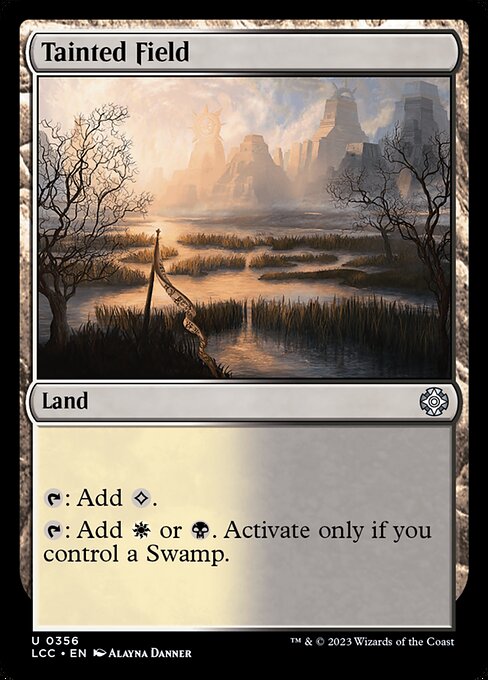 Tainted Field
Land
: Add .
: Add or . Activate only if you
control a Swamp.
U 0356
LCC • EN Alayna Danner
™ & © 2023 Wizards of the Coast